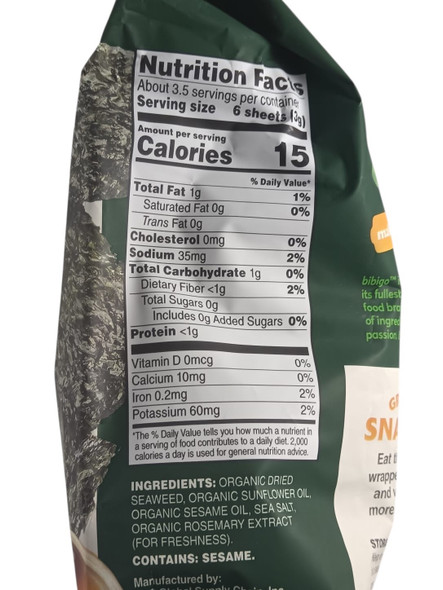 Nutrition Facts
About 3.5 servings per container
Serving size 6 sheets (3g)
Amount per serving
Calories 15
% Daily Value*
Total Fat 1g 1%
Saturated Fat 0g 0%
Trans Fat 0g
Cholesterol 0mg 0%
Sodium 35mg 2%
Total Carbohydrate 1g 0%
Dietary Fiber <1g 2%
Total Sugars 0g
Includes 0g Added Sugars 0%
Protein <1g
Vitamin D 0mcg 0%
Calcium 10mg 0%
Iron 0.2mg 2%
Potassium 60mg 2%
*The % Daily Value tells you how much a nutrient in
a serving of food contributes to a daily diet. 2,000
calories a day is used for general nutrition advice.
INGREDIENTS: ORGANIC DRIED
SEAWEED, ORGANIC SUNFLOWER OIL,
ORGANIC SESAME OIL, SEA SALT,
ORGANIC ROSEMARY EXTRACT
(FOR FRESHNESS).
CONTAINS: SESAME.
Manufactured by:
Global Supply
bibigo™
its fullest
food
of
passion
Eat
and
more